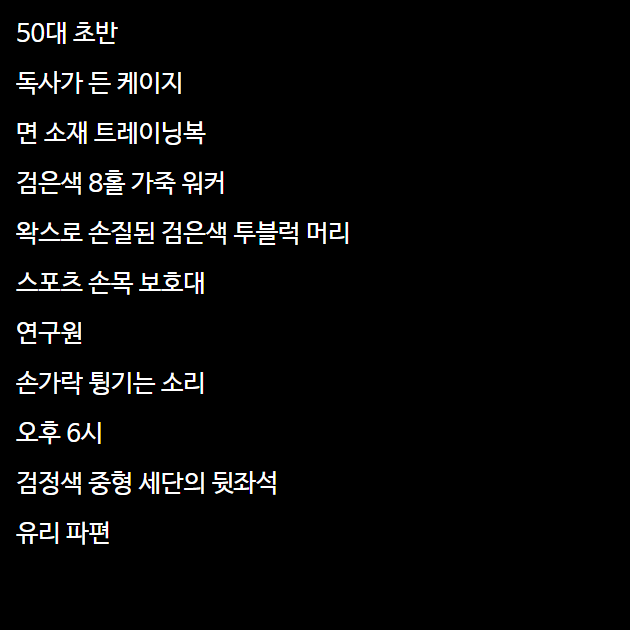 50대 초반
독사가 든 케이지
면 소재 트레이닝복
검은색 8홀 가죽 워커
왁스로 손질된 검은색 투블럭 머리
스포츠 손목 보호대
연구원
손가락 튕기는 소리
오후 6시
검정색 중형 세단의 뒷좌석
유리 파편